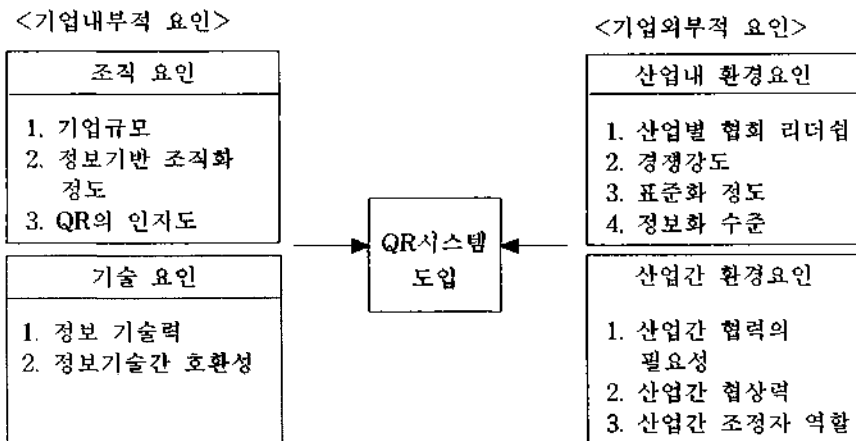 <기업내부적 요인>
조직 요인
1. 기업규모
2. 정보기반 조직화
정도
3. QR의 인지도
기술 요인
1. 정보 기술력
2. 정보기술간 호환성
QR시스템
도입
<기업외부적 요인>
산업내 환경요인
1. 산업별 협회 리더쉽
2. 경쟁강도
3. 표준화 정도
4. 정보화 수준
산업간 환경요인
1. 산업간 협력의
필요성
2. 산업간 협상력
3. 산업간 조정자 역할